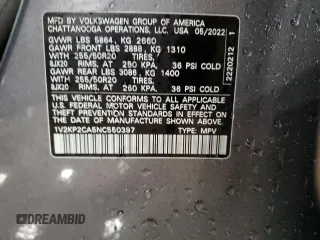 MFD BY VOLKSWAGEN GROUP OF AMERICA
CHATTANOOGA OPERATIONS, LLC. USA 05/2022
GVWR LBS 5864, KG 2660
GAWR FRONT LBS 2888, KG 1310
WITH 255/50R20 TIRES,
8JX20 RIMS, AT 250 KPA, 36 PSI COLD
GAWR REAR LBS 3086, KG 1400
WITH 255/50R20 TIRES,
8JX20 RIMS, AT 250 KPA, 36 PSI COLD
THIS VEHICLE CONFORMS TO ALL APPLICABLE
U.S. FEDERAL MOTOR VEHICLE SAFETY AND
THEFT PREVENTION STANDARDS IN EFFECT ON
THE DATE OF MANUFACTURE SHOWN ABOVE.
1V2KP2CA5NC550397 TYPE: MPV
2220212 1
DREAMBID
dreambid.com